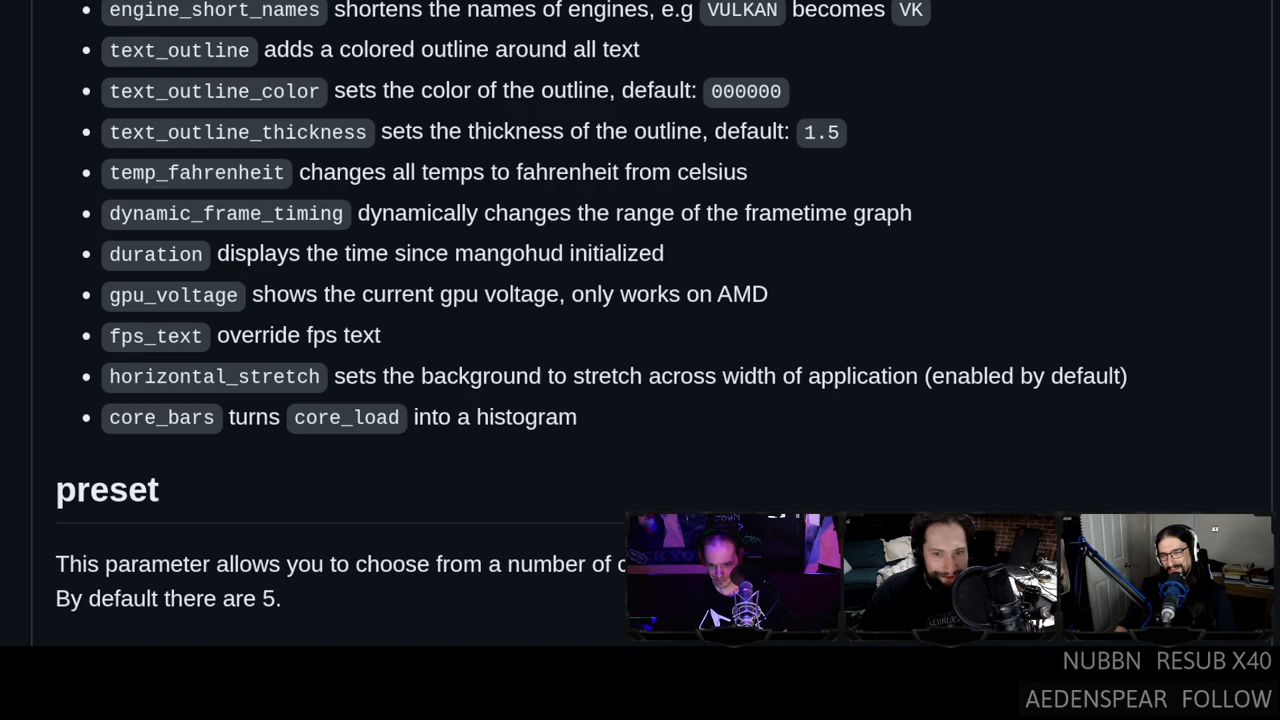 engine_short_names shortens the names of engines, e.g VULKAN becomes VK
text_outline adds a colored outline around all text
text_outline_color sets the color of the outline, default: 000000
text_outline_thickness sets the thickness of the outline, default: 1.5
temp_fahrenheit changes all temps to fahrenheit from celsius
dynamic_frame_timing dynamically changes the range of the frametime graph
duration displays the time since mangohud initialized
gpu_voltage shows the current gpu voltage, only works on AMD
fps_text override fps text
horizontal_stretch sets the background to stretch across width of application (enabled by default)
core_bars turns core_load into a histogram
preset
This parameter allows you to choose from a number of
By default there are 5.
NUBBN RESUB X40
AEDENSPEAR FOLLOW